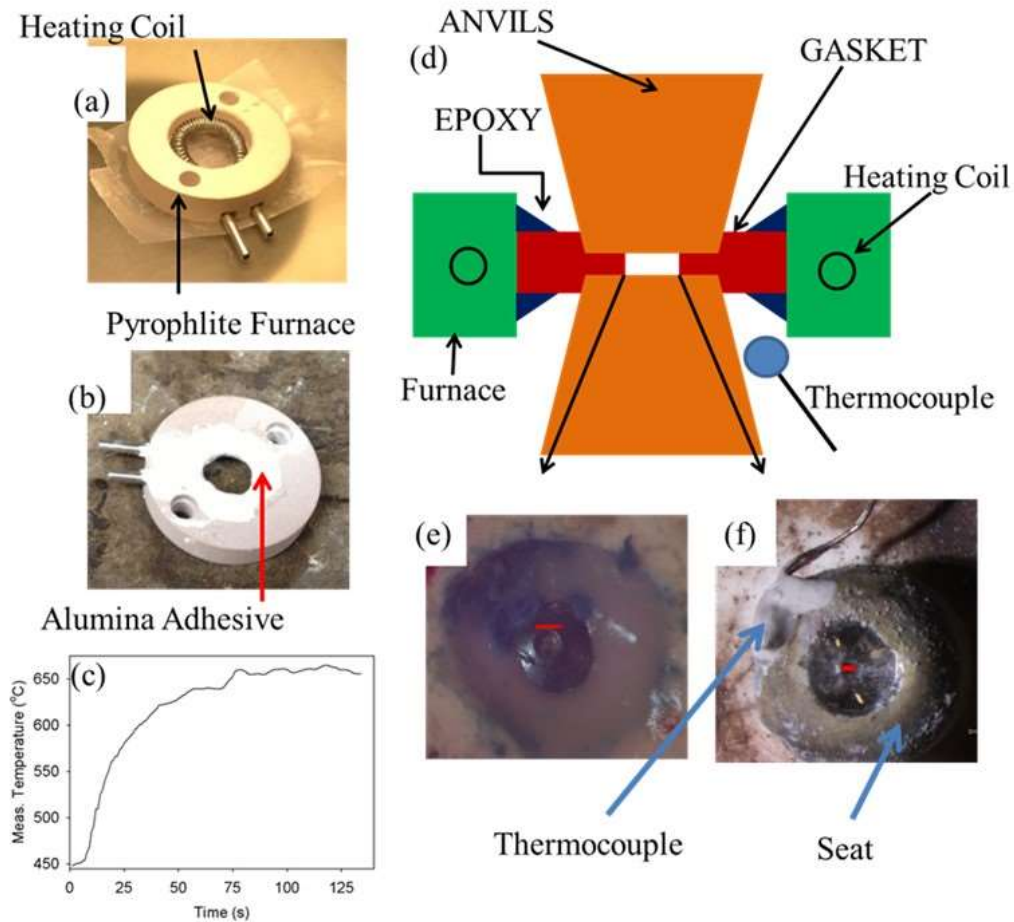 Heating Coil
(a)
Pyrophlite Furnace
(b)
Alumina Adhesive
(c)
Meas. Temperature (°C)
650
600
550
500
450
0
25
50
75
100
125
Time (s)
(d)
ANVILS
GASKET
EPOXY
Heating Coil
Furnace
Thermocouple
(e)
(f)
Thermocouple
Seat